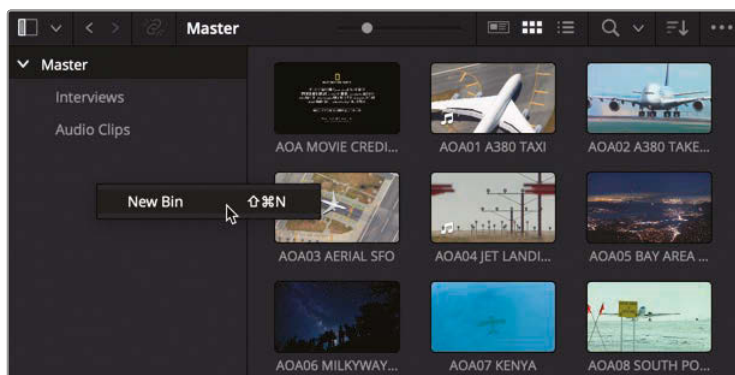 Master
Master
Interviews
Audio Clips
New Bin ⇧⌘N
AOA MOVIE CREDI...
AOA01 A380 TAXI
AOA02 A380 TAKE...
AOA03 AERIAL SFO
AOA04 JET LANDI...
AOA05 BAY AREA ...
AOA06 MILKYWAY...
AOA07 KENYA
AOA08 SOUTH PO...